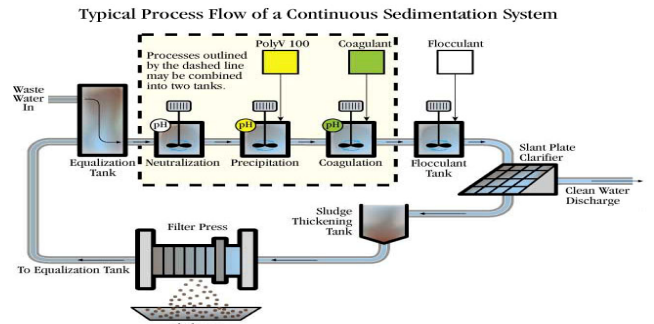 Typical Process Flow of a Continuous Sedimentation System
PolyV 100
Coagulant
Flocculant
Processes outlined
by the dashed line
may be combined
into two tanks.
Waste
Water
In
pH
pH
pH
Equalization
Tank
Neutralization
Precipitation
Coagulation
Flocculant
Tank
Slant Plate
Clarifier
Clean Water
Discharge
Sludge
Thickening
Tank
Filter Press
To Equalization Tank